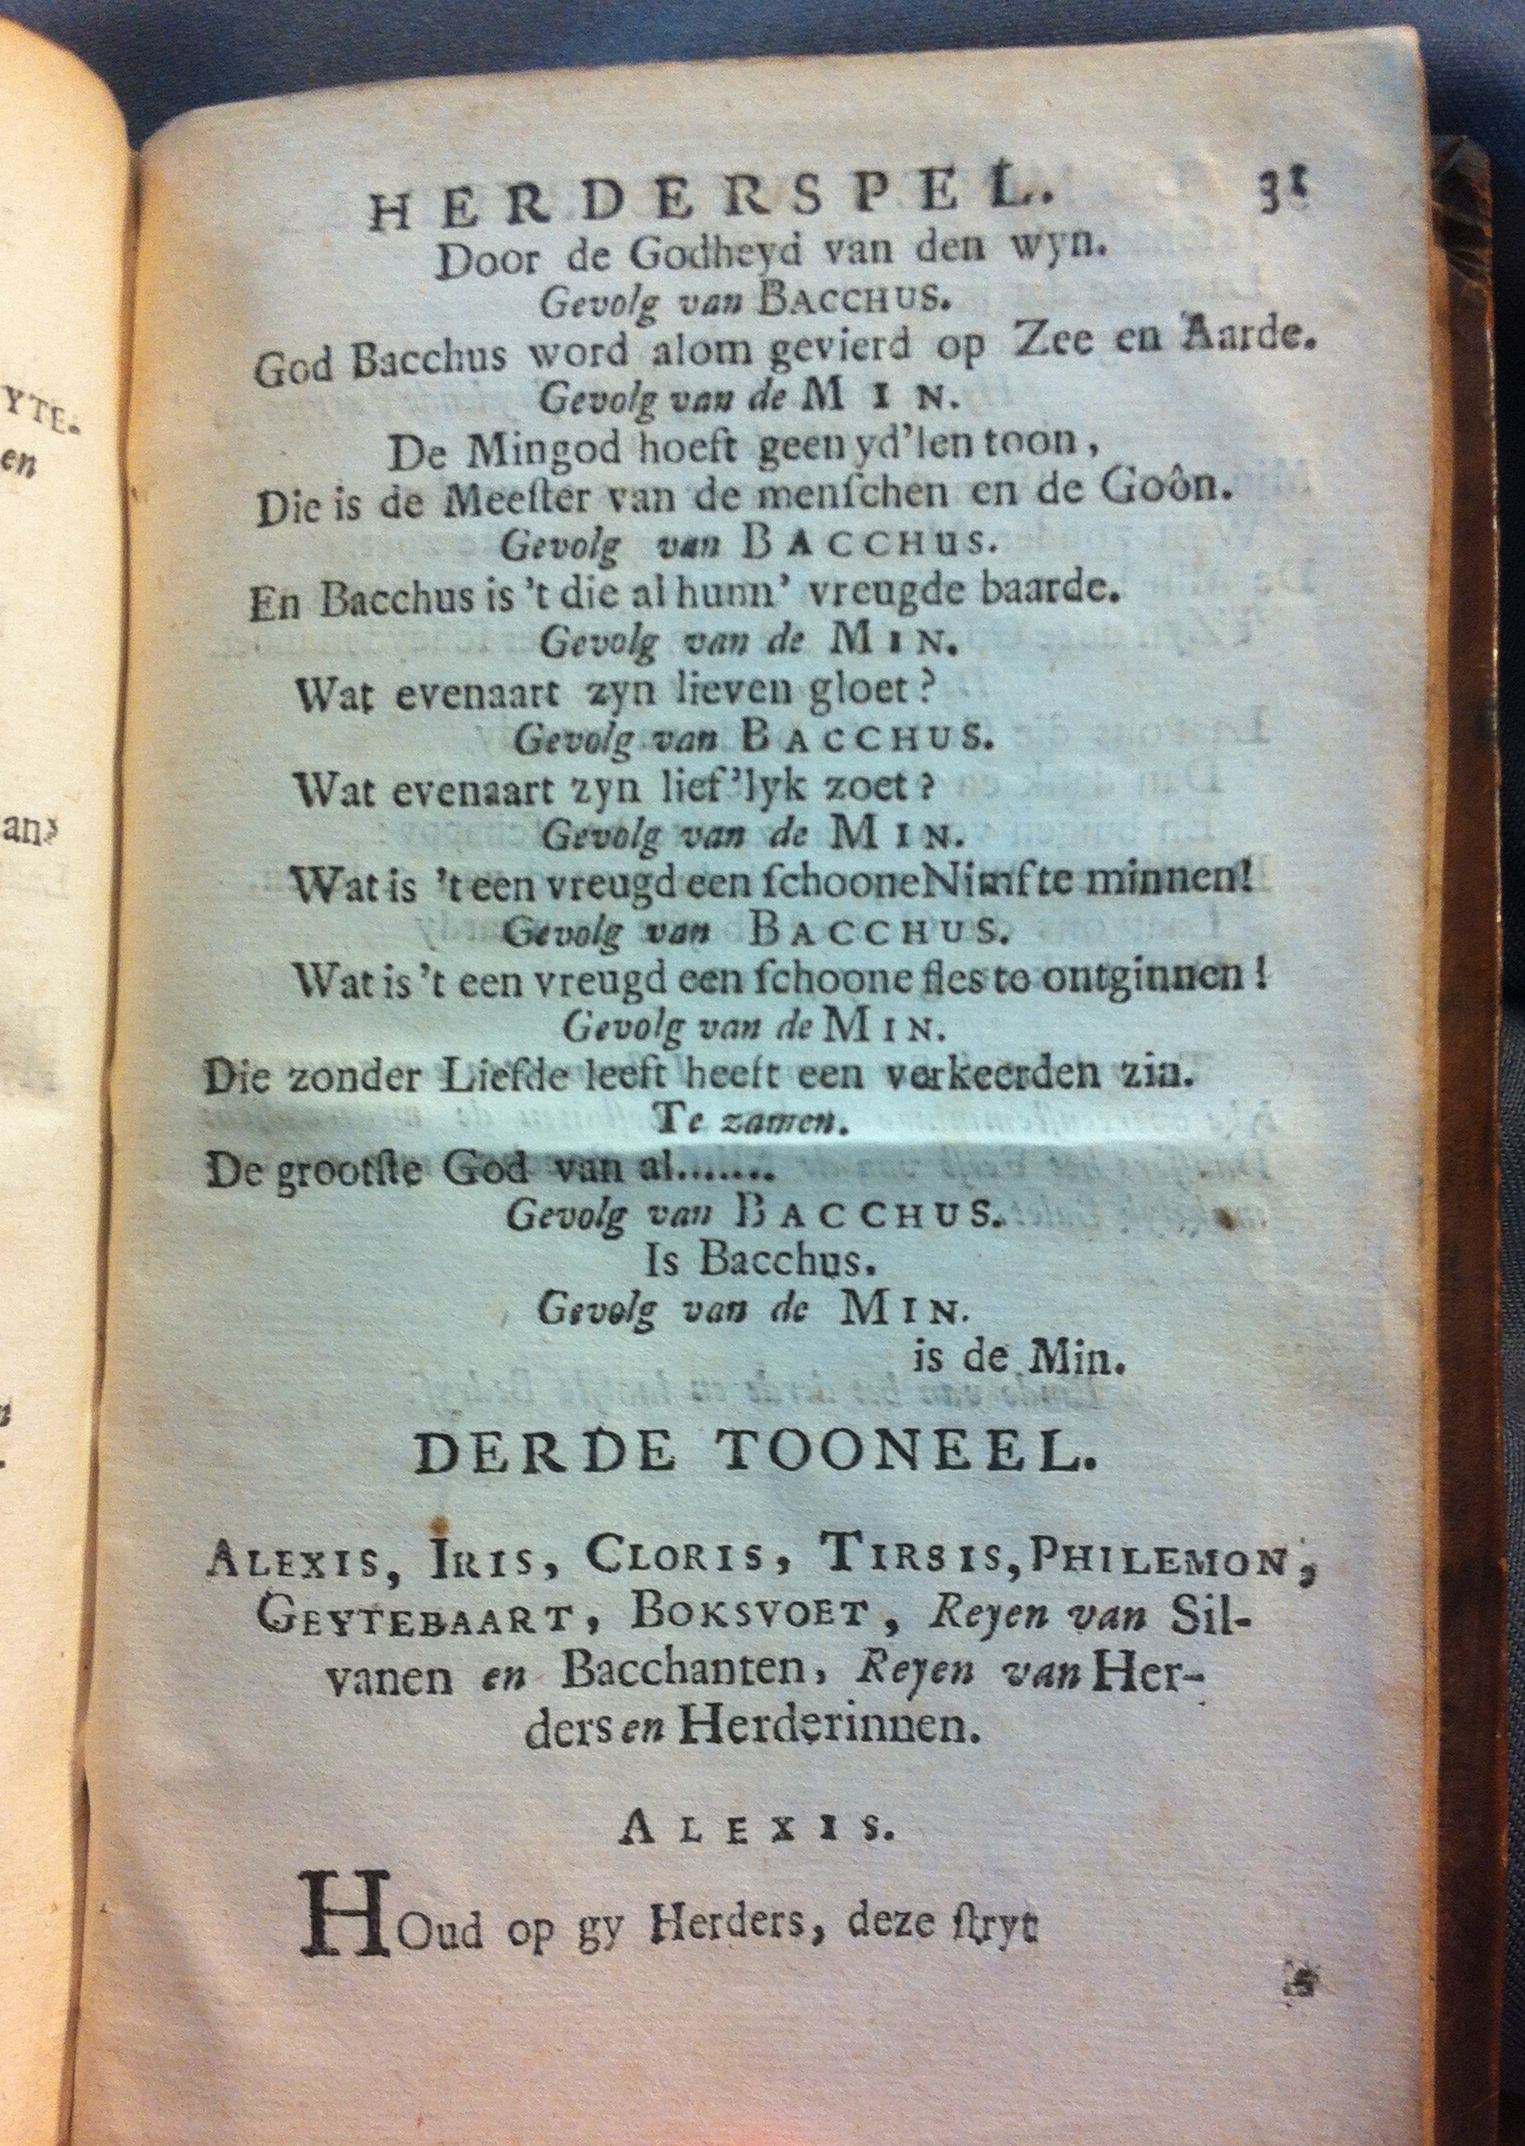 HERDERSPEL. 31
Door de Godheyd van den wyn.
Gevolg van BACCHUS.
God Bacchus word alom gevierd op Zee en Aarde.
Gevolg van de MIN.
De Mingod hoeft geen yd'len toon,
Die is de Meeſter van de menſchen en de Goôn.
Gevolg van BACCHUS.
En Bacchus is 't die al hunn' vreugde baarde.
Gevolg van de MIN.
Wat evenaart zyn lieven gloet?
Gevolg van BACCHUS.
Wat evenaart zyn lief'lyk zoet?
Gevolg van de MIN.
Wat is 't een vreugd een ſchoone Nimf te minnen!
Gevolg van BACCHUS.
Wat is 't een vreugd een ſchoone fles to ontginnen!
Gevolg van de MIN.
Die zonder Liefde leeft heeft een verkeerden zin.
Te zamen.
De grootſte God van al.......
Gevolg van BACCHUS.
Is Bacchus.
Gevolg van de MIN.
is de Min.
DERDE TOONEEL.
ALEXIS, IRIS, CLORIS, TIRSIS, PHILEMON,
GEYTEBAART, BOKSVOET, Reyen van Sil-
vanen en Bacchanten, Reyen van Her-
ders en Herderinnen.
ALEXIS.
HOud op gy Herders, deze ſtryt
YTE.
en